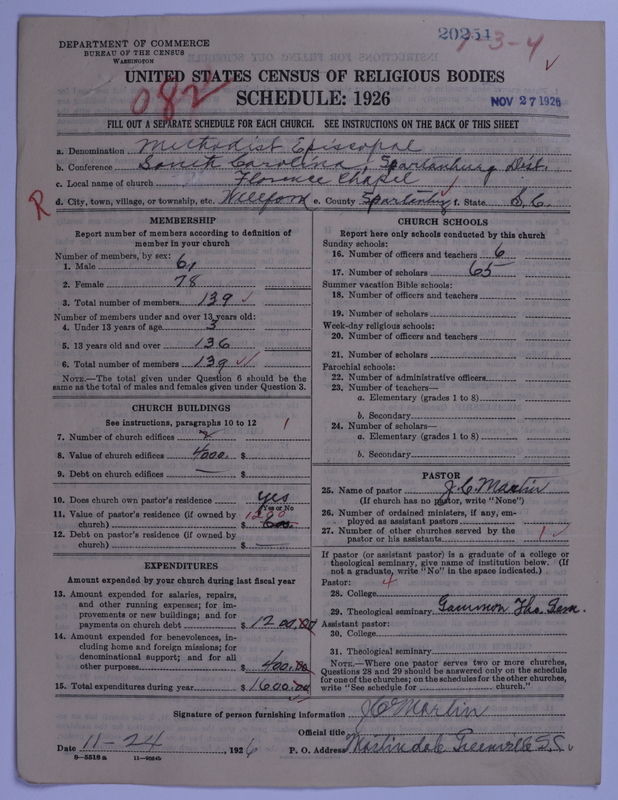 20251
DEPARTMENT OF COMMERCE
BUREAU OF THE CENSUS
WASHINGTON
3-4
UNITED STATES CENSUS OF RELIGIOUS BODIES
SCHEDULE: 1926
082
NOV 27 1926
FILL OUT A SEPARATE SCHEDULE FOR EACH CHURCH. SEE INSTRUCTIONS ON THE BACK OF THIS SHEET
a. Denomination Methodist Episcopal
b. Conference South Carolina, Spartanburg Dist.
c. Local name of church Florence Chapel
R
d. City, town, village, or township, etc. Wellford e. County Spartanburg f. State S. C.
MEMBERSHIP
Report number of members according to definition of
member in your church
Number of members, by sex:
1. Male 61
2. Female 78
3. Total number of members 139
Number of members under and over 13 years old:
4. Under 13 years of age 3
5. 13 years old and over 136
6. Total number of members 139
NOTE.—The total given under Question 6 should be the
same as the total of males and females given under Question 3.
CHURCH BUILDINGS
See instructions, paragraphs 10 to 12 1
7. Number of church edifices
8. Value of church edifices $ 4000.
9. Debt on church edifices $ —
10. Does church own pastor's residence yes
Yes or No
11. Value of pastor's residence (if owned by
church) $ 1200
12. Debt on pastor's residence (if owned by
church) $
EXPENDITURES
Amount expended by your church during last fiscal year
13. Amount expended for salaries, repairs,
and other running expenses; for im-
provements or new buildings; and for
payments on church debt $ 1200.00
14. Amount expended for benevolences, in-
cluding home and foreign missions; for
denominational support; and for all
other purposes $ 400.00
15. Total expenditures during year $ 1600.00
CHURCH SCHOOLS
Report here only schools conducted by this church
Sunday schools:
16. Number of officers and teachers 6
17. Number of scholars 65
Summer vacation Bible schools:
18. Number of officers and teachers
19. Number of scholars
Week-day religious schools:
20. Number of officers and teachers
21. Number of scholars
Parochial schools:
22. Number of administrative officers
23. Number of teachers—
a. Elementary (grades 1 to 8)
b. Secondary
24. Number of scholars—
a. Elementary (grades 1 to 8)
b. Secondary
PASTOR
25. Name of pastor J. C. Martin
(If church has no pastor, write "None")
26. Number of ordained ministers, if any, em-
ployed as assistant pastors
27. Number of other churches served by the
pastor or his assistants 1
If pastor (or assistant pastor) is a graduate of a college or
theological seminary, give name of institution below. (If
not a graduate, write "No" in the space indicated.)
Pastor: 4
28. College
29. Theological seminary Gammon Theo. Sem.
Assistant pastor:
30. College
31. Theological seminary
NOTE.—Where one pastor serves two or more churches,
Questions 28 and 29 should be answered only on the schedule
for one of the churches; on the schedules for the other churches,
write "See schedule for church."
Signature of person furnishing information J C Martin
Official title
Date 11-24, 1926 P. O. Address Martindale Greenville S. C.
8—5518 a 11—9054b